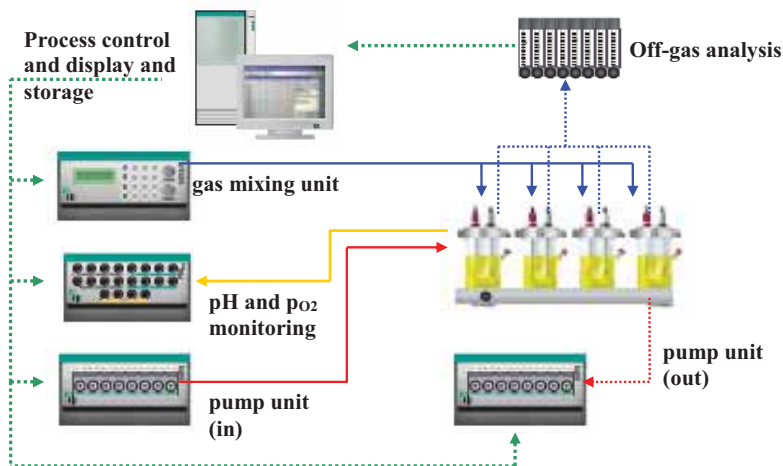 Process control
and display and
storage
Off-gas analysis
gas mixing unit
pH and pO2
monitoring
pump unit
(in)
pump unit
(out)